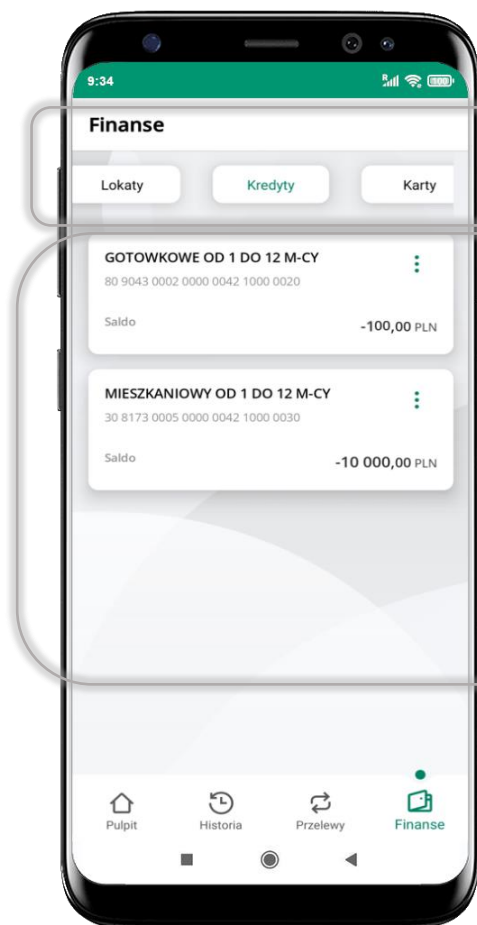 9:34
R
100
Finanse
Lokaty
Kredyty
Karty
GOTOWKOWE OD 1 DO 12 M-CY
80 9043 0002 0000 0042 1000 0020
Saldo
-100,00 PLN
MIESZKANIOWY OD 1 DO 12 M-CY
30 8173 0005 0000 0042 1000 0030
Saldo
-10 000,00 PLN
Pulpit
Historia
Przelewy
Finanse